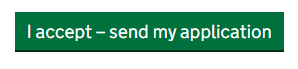 I accept – send my application